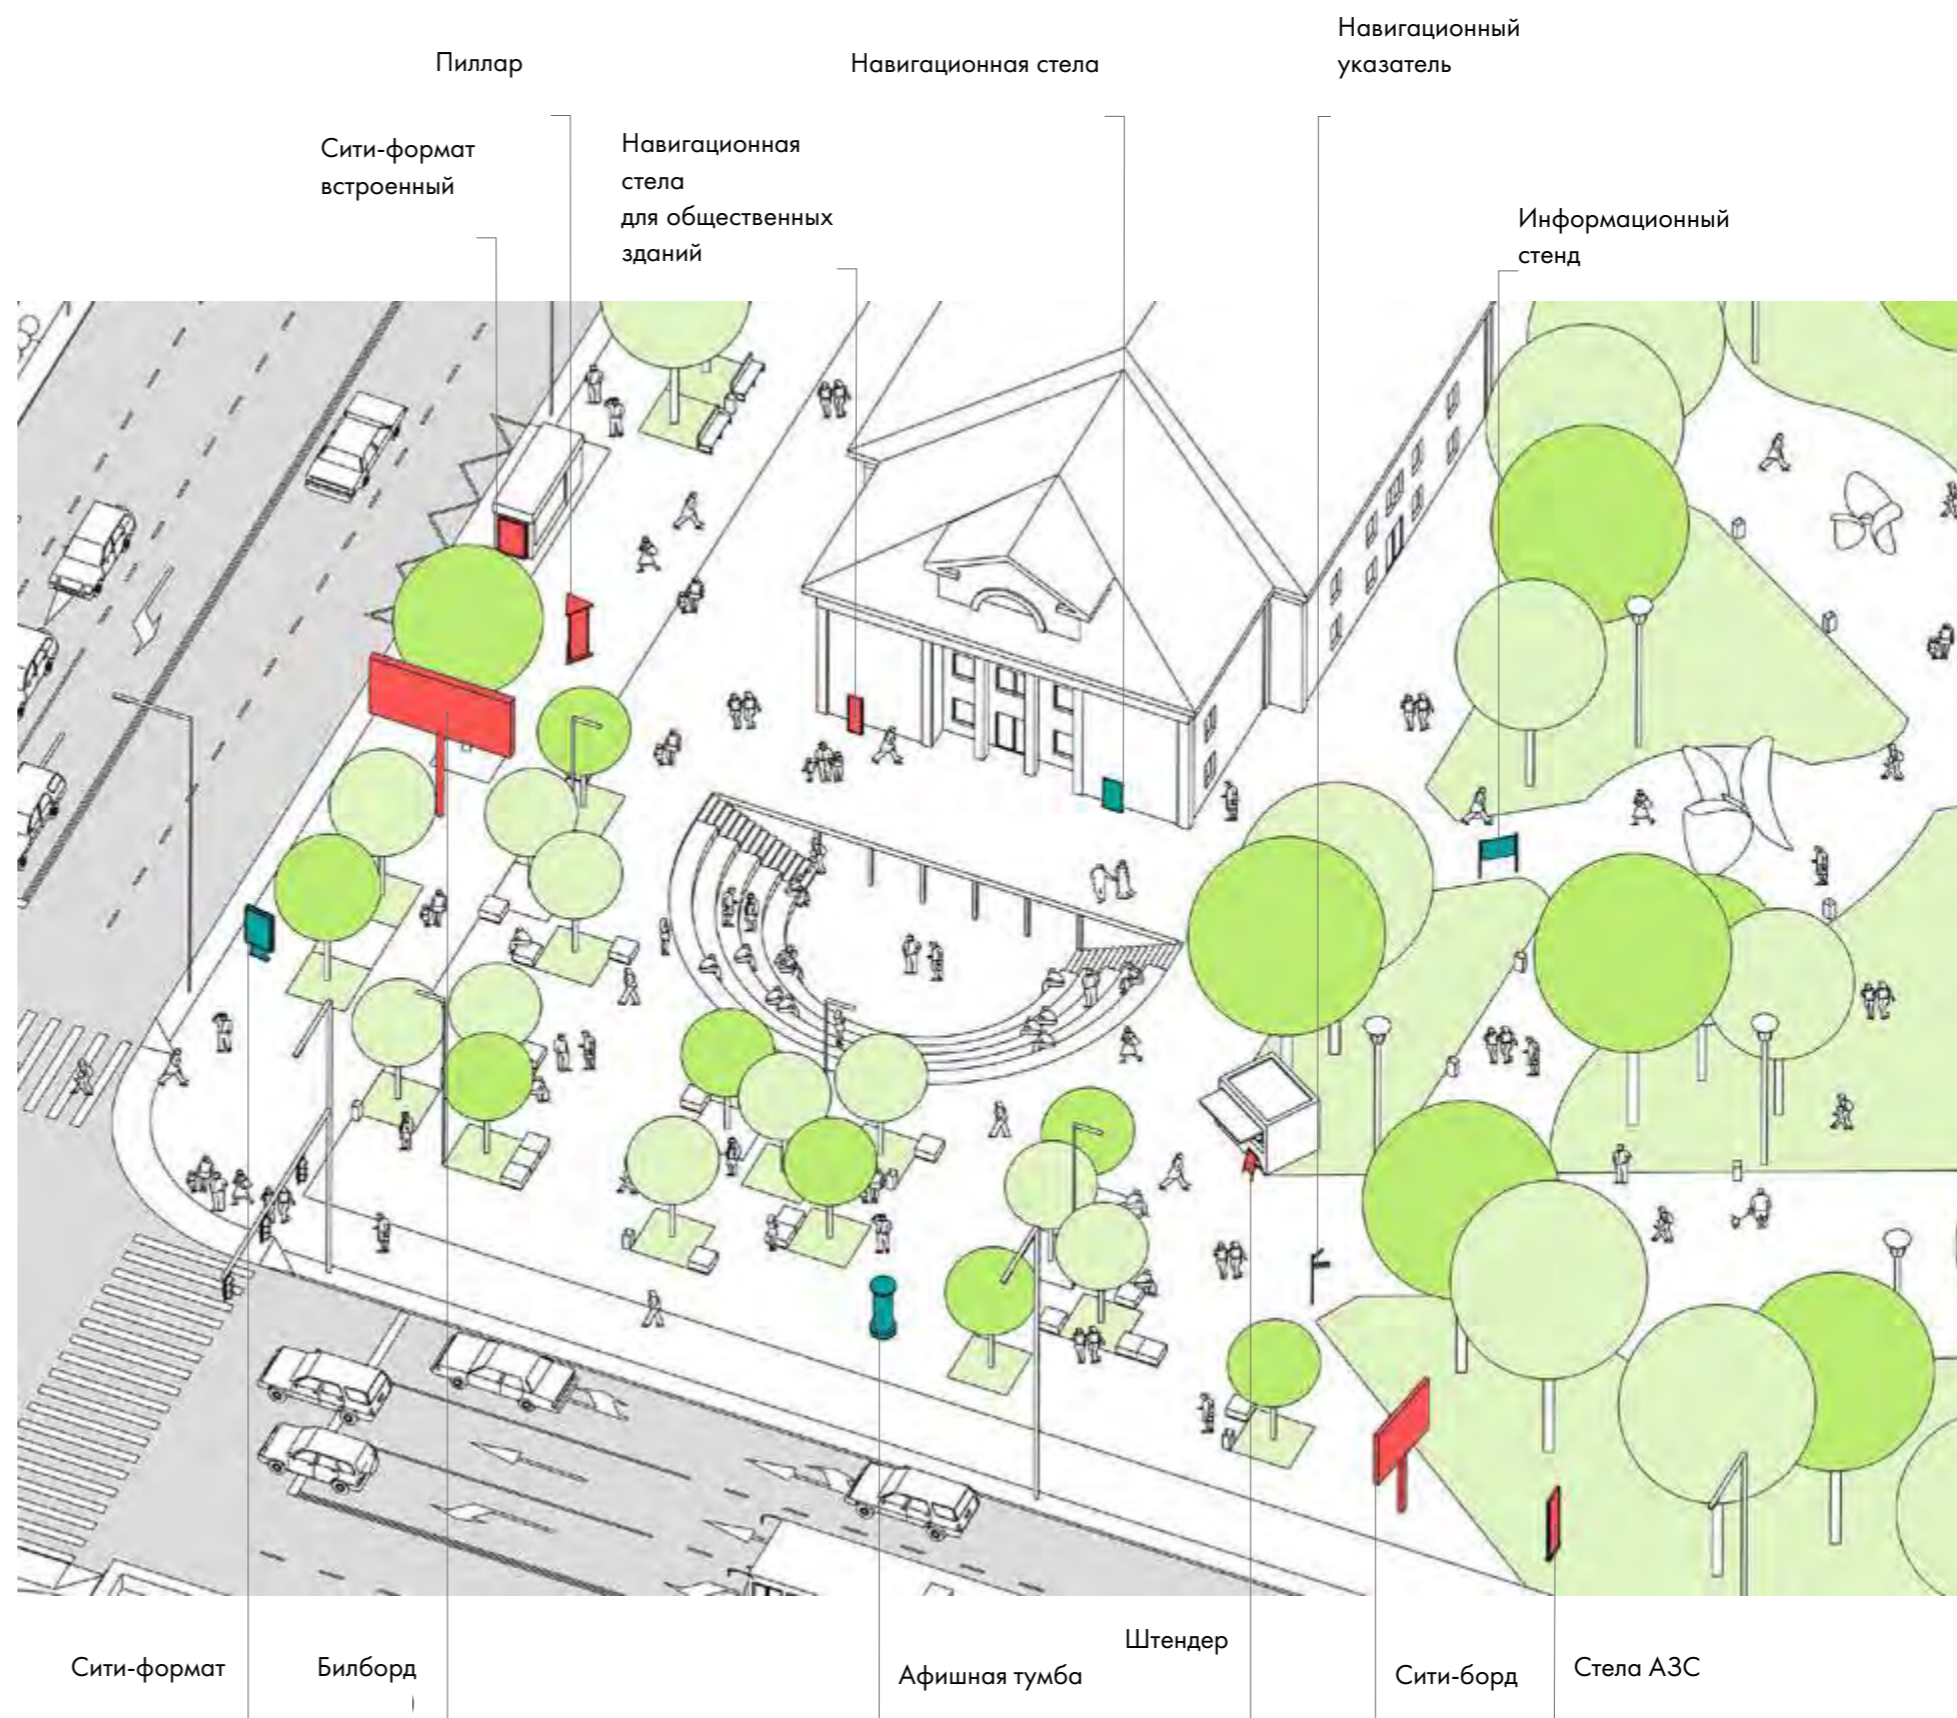 Навигационный
указатель
Пиллар
Навигационная стела
Сити-формат
встроенный
Навигационная
стела
для общественных
зданий
Информационный
стенд
Штендер
Сити-формат
Билборд
Афишная тумба
Сити-борд
Стела АЗС